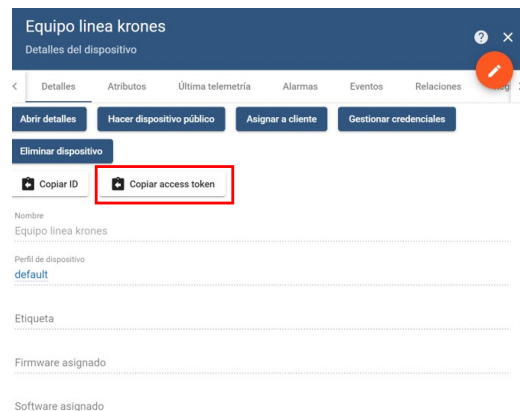 Equipo linea krones
Detalles del dispositivo
Detalles Atributos Última telemetría Alarmas Eventos Relaciones
Abrir detalles Hacer dispositivo público Asignar a cliente Gestionar credenciales
Eliminar dispositivo
Copiar ID Copiar access token
Nombre
Equipo linea krones
Perfil de dispositivo
default
Etiqueta
Firmware asignado
Software asignado